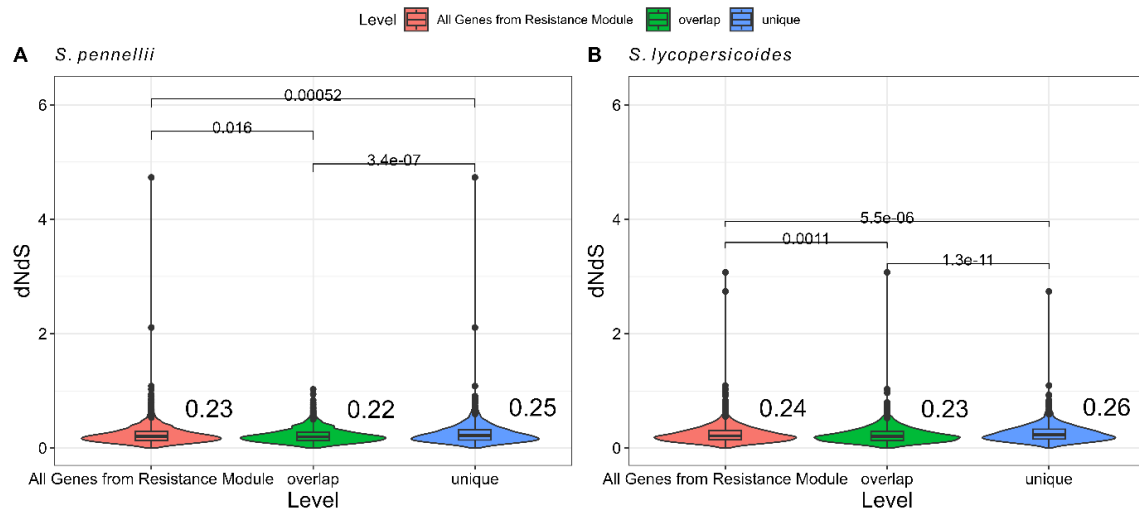 Level All Genes from Resistance Module overlap unique
A S. pennellii
B S. lycopersicoides
6
0.00052
0.016
3.4e-07
4
2
0
dNdS
0.23
0.22
0.25
All Genes from Resistance Module overlap unique
Level
6
4
5.5e-06
0.0011
1.3e-11
2
0
dNdS
0.24
0.23
0.26
All Genes from Resistance Module overlap unique
Level